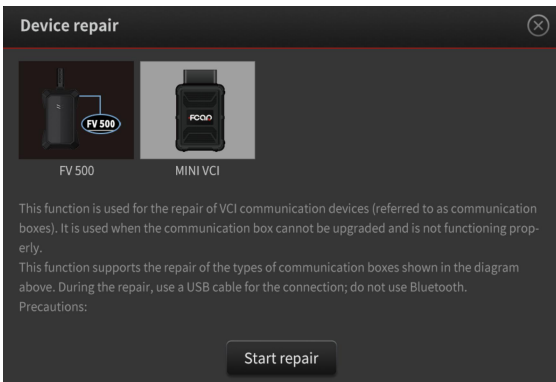 Device repair
FV 500
FCAR
FV 500
MINI VCI
This function is used for the repair of VCI communication devices (referred to as communication
boxes). It is used when the communication box cannot be upgraded and is not functioning prop-
erly.
This function supports the repair of the types of communication boxes shown in the diagram
above. During the repair, use a USB cable for the connection; do not use Bluetooth.
Precautions:
Start repair